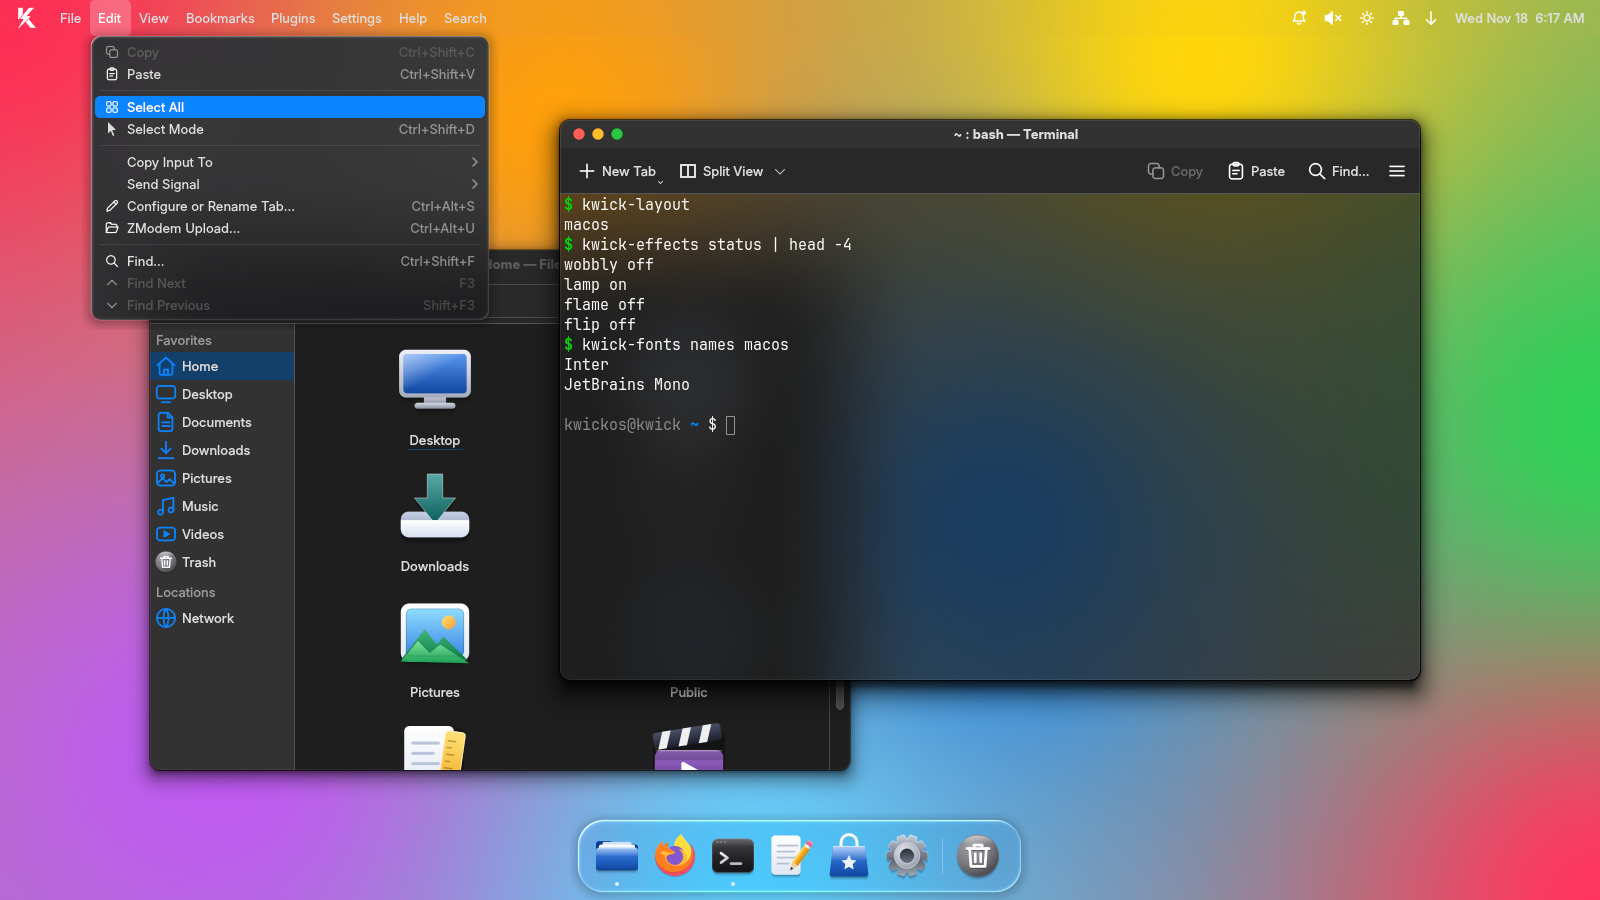 File Edit View Bookmarks Plugins Settings Help Search
Wed Nov 18 6:17 AM
Copy Ctrl+Shift+C
Paste Ctrl+Shift+V
Select All
Select Mode Ctrl+Shift+D
Copy Input To
Send Signal
Configure or Rename Tab... Ctrl+Alt+S
ZModem Upload... Ctrl+Alt+U
Find... Ctrl+Shift+F
Find Next F3
Find Previous Shift+F3
~ : bash — Terminal
New Tab Split View Copy Paste Find...
$ kwick-layout
macos
$ kwick-effects status | head -4
wobbly off
lamp on
flame off
flip off
$ kwick-fonts names macos
Inter
JetBrains Mono
kwickos@kwick ~ $
Home — File
Favorites
Home
Desktop
Documents
Downloads
Pictures
Music
Videos
Trash
Locations
Network
Desktop
Downloads
Pictures
Public